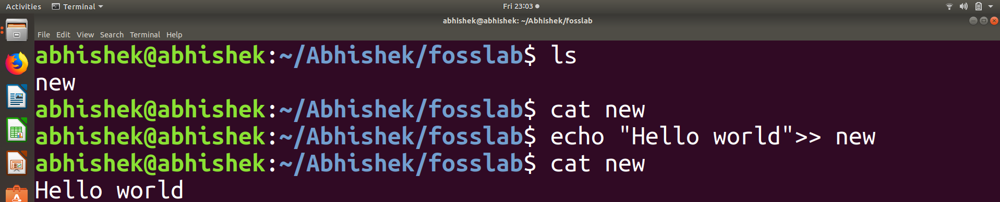 Activities Terminal Fri 23:03
abhishek@abhishek: ~/Abhishek/fosslab
File Edit View Search Terminal Help
abhishek@abhishek:~/Abhishek/fosslab$ ls
new
abhishek@abhishek:~/Abhishek/fosslab$ cat new
abhishek@abhishek:~/Abhishek/fosslab$ echo "Hello world">> new
abhishek@abhishek:~/Abhishek/fosslab$ cat new
Hello world